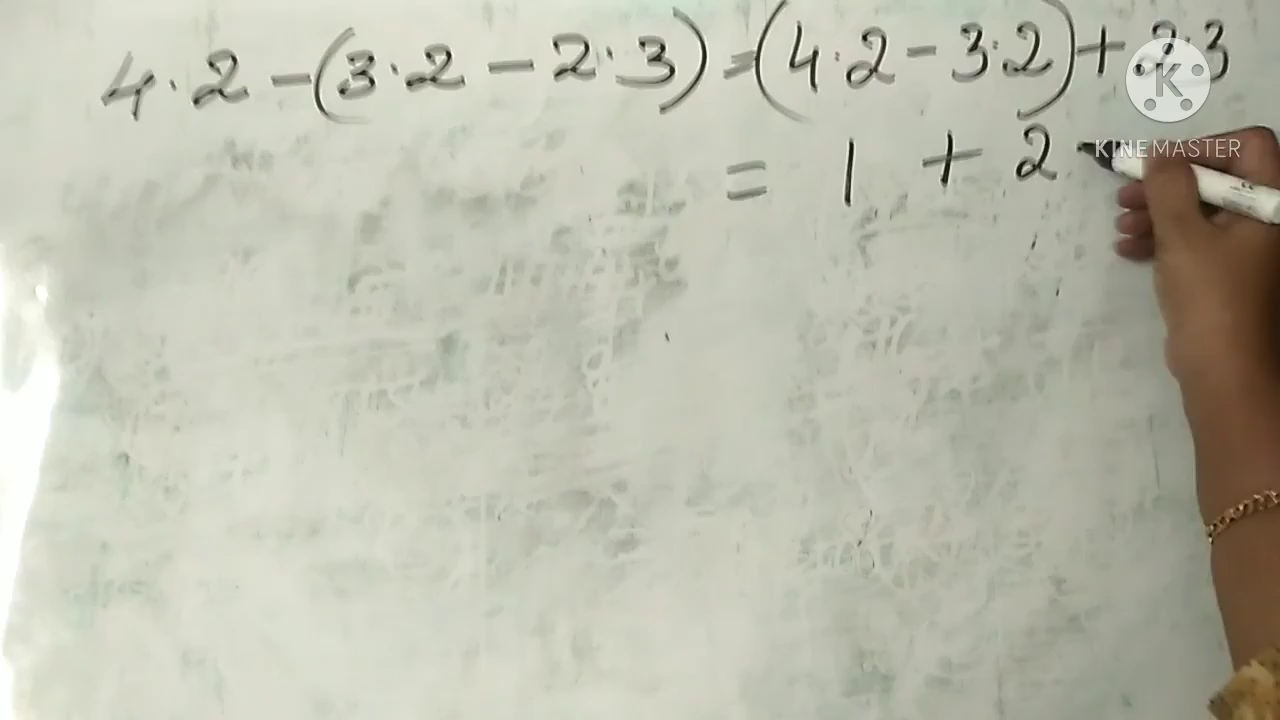 4·2 - (3·2 - 2·3) = (4·2 - 3·2) + 2·3
= 1 + 2
K
KINEMASTER